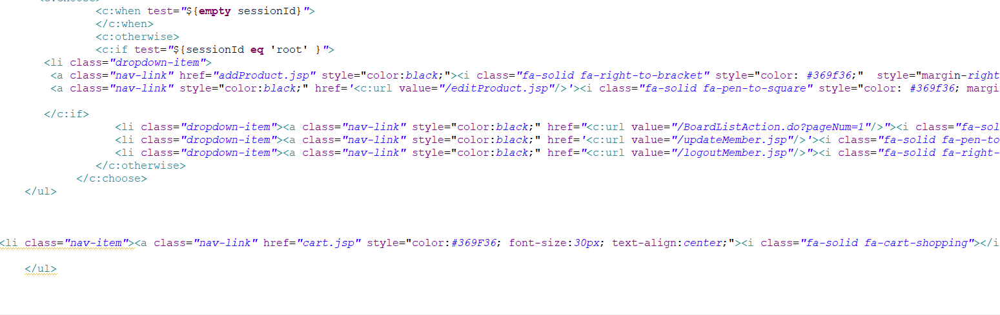 <c:when test="${empty sessionId}">
</c:when>
<c:otherwise>
<c:if test="${sessionId eq 'root' }">
<li class="dropdown-item">
<a class="nav-link" href="addProduct.jsp" style="color:black;"><i class="fa-solid fa-right-to-bracket" style="color: #369f36;"  style="margin-right
<a class="nav-link" style="color:black;" href='<c:url value="/editProduct.jsp"/>'><i class="fa-solid fa-pen-to-square" style="color: #369f36; margi
</c:if>
<li class="dropdown-item"><a class="nav-link" style="color:black;" href="<c:url value="/BoardListAction.do?pageNum=1"/>"><i class="fa-sol
<li class="dropdown-item"><a class="nav-link" style="color:black;" href='<c:url value="/updateMember.jsp"/>'><i class="fa-solid fa-pen-to
<li class="dropdown-item"><a class="nav-link" style="color:black;" href="<c:url value="/logoutMember.jsp"/>"><i class="fa-solid fa-right-
</c:otherwise>
</c:choose>
</ul>
<li class="nav-item"><a class="nav-link" href="cart.jsp" style="color:#369F36; font-size:30px; text-align:center;"><i class="fa-solid fa-cart-shopping"></i
</ul>